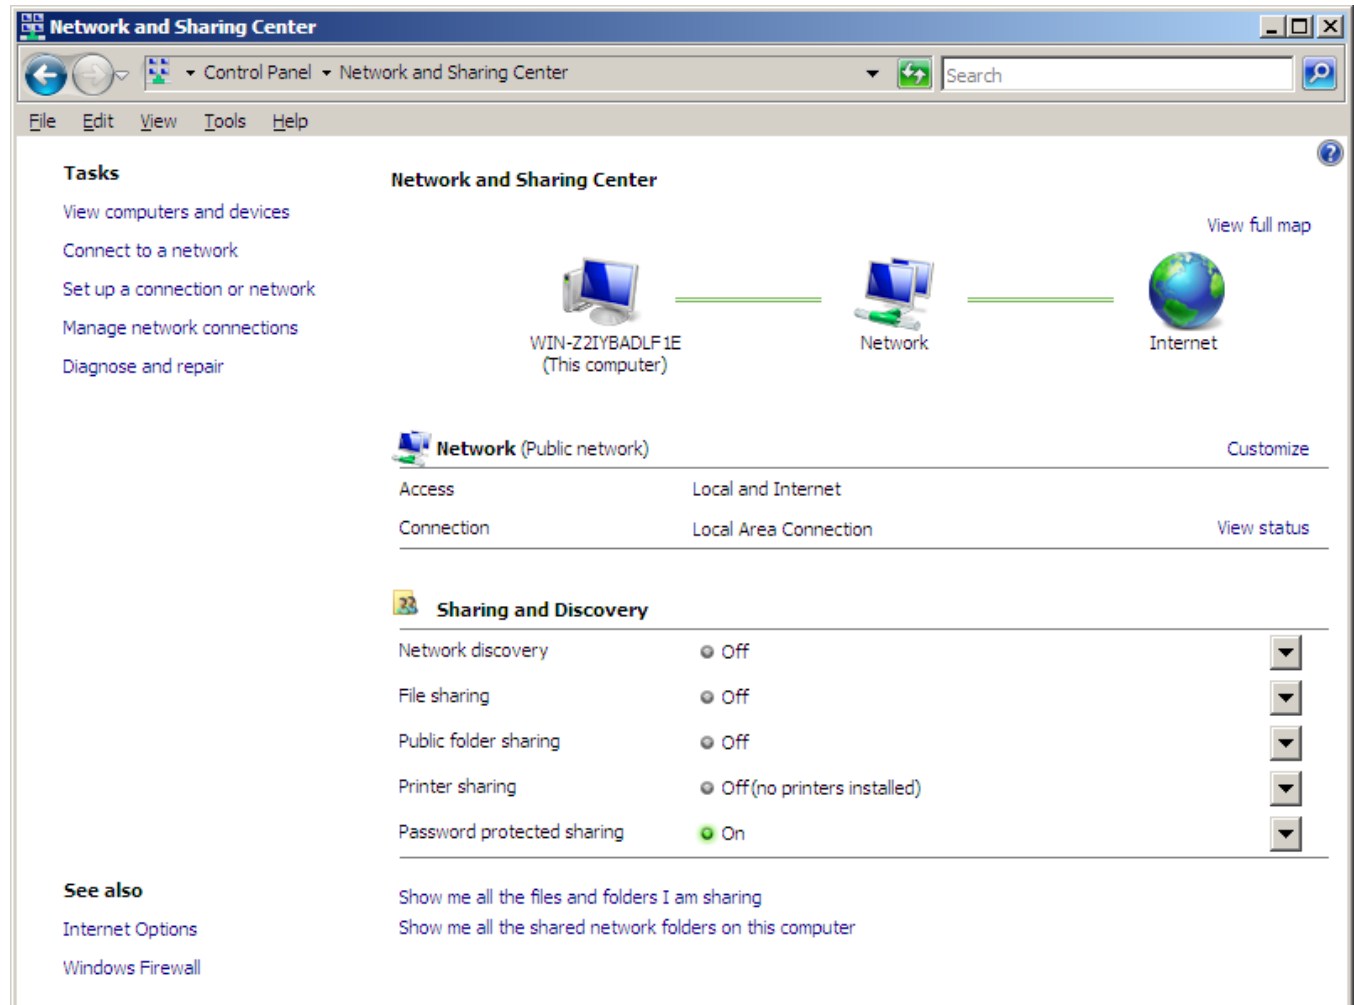 Network and Sharing Center
Control Panel Network and Sharing Center
Search
File Edit View Tools Help
Tasks
View computers and devices
Connect to a network
Set up a connection or network
Manage network connections
Diagnose and repair
Network and Sharing Center
View full map
WIN-Z2IYBADLF1E
(This computer)
Network
Internet
Network (Public network) Customize
Access Local and Internet
Connection Local Area Connection View status
Sharing and Discovery
Network discovery Off
File sharing Off
Public folder sharing Off
Printer sharing Off (no printers installed)
Password protected sharing On
Show me all the files and folders I am sharing
Show me all the shared network folders on this computer
See also
Internet Options
Windows Firewall